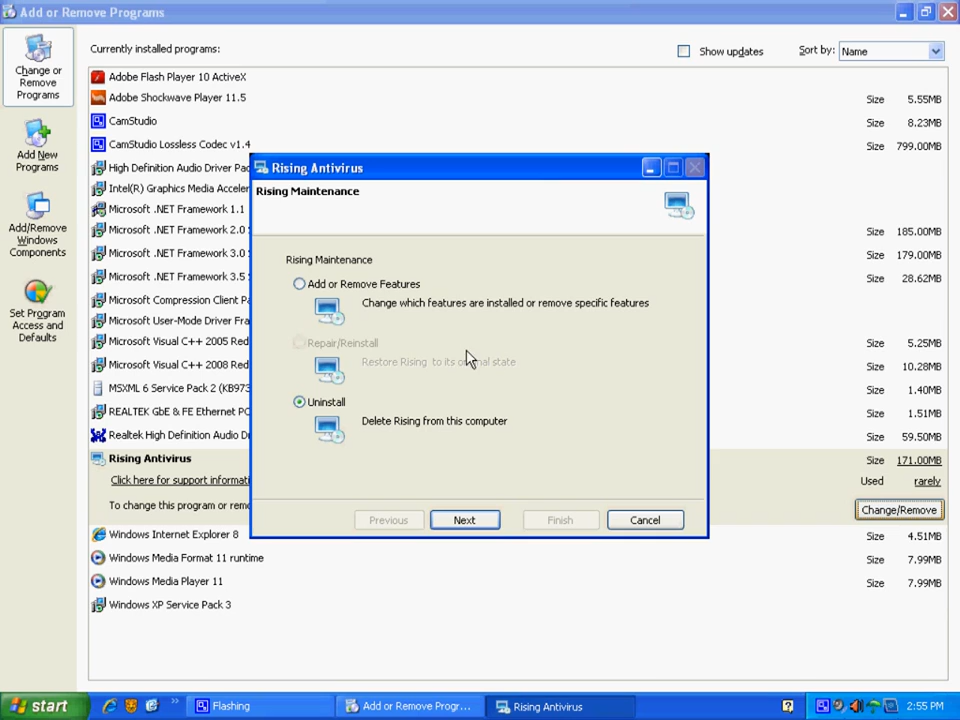 Add or Remove Programs
Change or
Remove
Programs
Add New
Programs
Add/Remove
Windows
Components
Set Program
Access and
Defaults
Currently installed programs:
Show updates
Sort by: Name
Adobe Flash Player 10 ActiveX
Adobe Shockwave Player 11.5 Size 5.55MB
CamStudio Size 8.23MB
CamStudio Lossless Codec v1.4 Size 799.00MB
High Definition Audio Driver
Intel(R) Graphics Media
Microsoft .NET Framework 1.1
Microsoft .NET Framework 2.0 Size 185.00MB
Microsoft .NET Framework 3.0 Size 179.00MB
Microsoft .NET Framework 3.5 Size 28.62MB
Microsoft Compression Client
Microsoft User-Mode Driver
Microsoft Visual C++ 2005 Red Size 5.25MB
Microsoft Visual C++ 2008 Red Size 10.28MB
MSXML 6 Service Pack 2 (KB973 Size 1.40MB
REALTEK GbE & FE Ethernet Size 1.51MB
Realtek High Definition Audio Size 59.50MB
Rising Antivirus Size 171.00MB
Click here for support informati Used rarely
To change this program or remo Change/Remove
Windows Internet Explorer 8 Size 4.51MB
Windows Media Format 11 runtime Size 7.99MB
Windows Media Player 11 Size 7.99MB
Windows XP Service Pack 3
Rising Antivirus
Rising Maintenance
Rising Maintenance
Add or Remove Features
Change which features are installed or remove specific features
Repair/Reinstall
Restore Rising to its original state
Uninstall
Delete Rising from this computer
Previous Next Finish Cancel
start
Flashing
Add or Remove Progr...
Rising Antivirus
2:55 PM